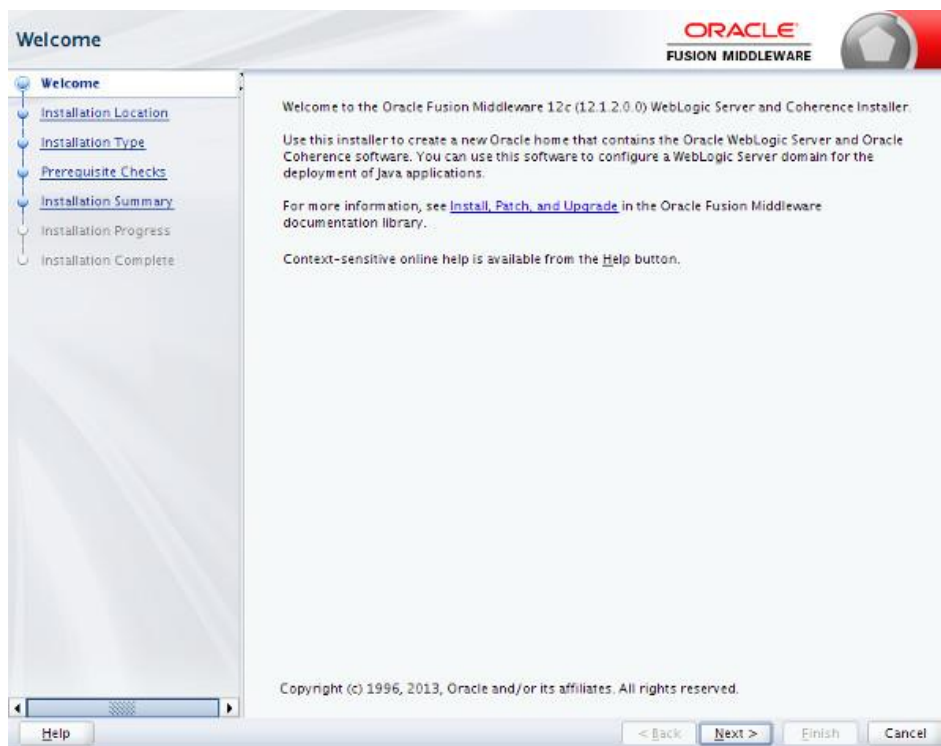 Welcome
ORACLE
FUSION MIDDLEWARE
Welcome
Installation Location
Installation Type
Prerequisite Checks
Installation Summary
Installation Progress
Installation Complete
Welcome to the Oracle Fusion Middleware 12c (12.1.2.0.0) WebLogic Server and Coherence Installer.
Use this installer to create a new Oracle home that contains the Oracle WebLogic Server and Oracle
Coherence software. You can use this software to configure a WebLogic Server domain for the
deployment of Java applications.
For more information, see Install, Patch, and Upgrade in the Oracle Fusion Middleware
documentation library.
Context-sensitive online help is available from the Help button.
Copyright (c) 1996, 2013, Oracle and/or its affiliates. All rights reserved.
Help < Back Next > Finish Cancel